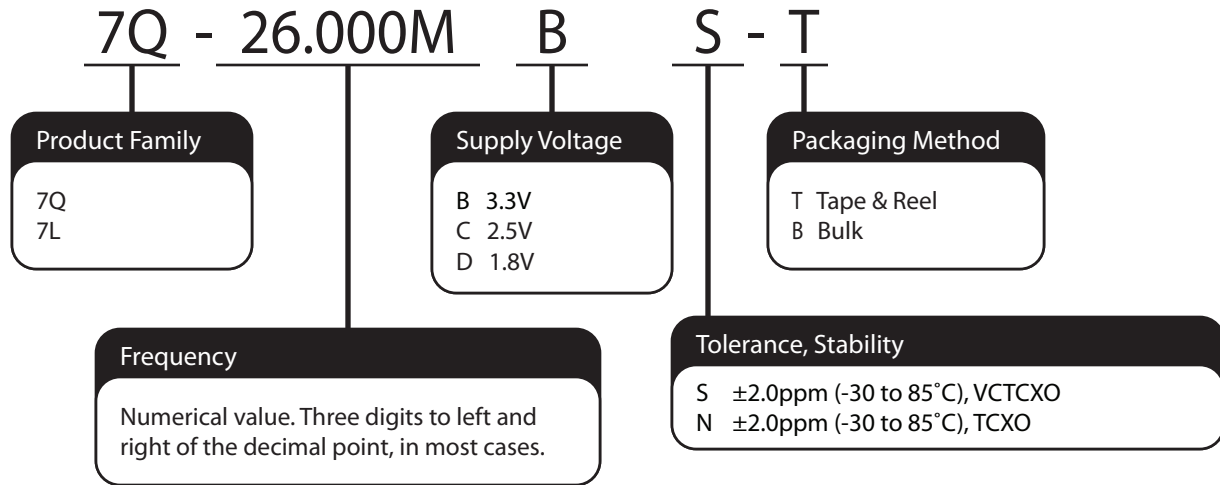 7Q - 26.000M B S - T
Product Family
7Q
7L
Supply Voltage
B 3.3V
C 2.5V
D 1.8V
Packaging Method
T Tape & Reel
B Bulk
Frequency
Numerical value. Three digits to left and
right of the decimal point, in most cases.
Tolerance, Stability
S ±2.0ppm (-30 to 85˚C), VCTCXO
N ±2.0ppm (-30 to 85˚C), TCXO